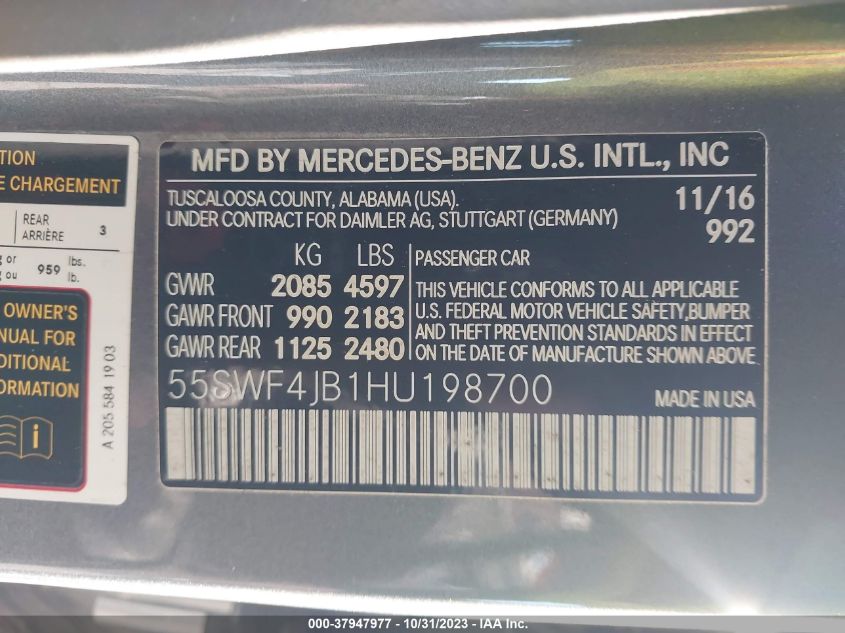 TION
E CHARGEMENT
REAR
ARRIÈRE 3
g or
g ou 959 lbs.
lb.
OWNER'S
ANUAL FOR
DDITIONAL
ORMATION
i
A 205 584 19 03
MFD BY MERCEDES-BENZ U.S. INTL., INC
TUSCALOOSA COUNTY, ALABAMA (USA). 11/16
UNDER CONTRACT FOR DAIMLER AG, STUTTGART (GERMANY) 992
KG LBS PASSENGER CAR
GVWR 2085 4597
GAWR FRONT 990 2183
GAWR REAR 1125 2480
THIS VEHICLE CONFORMS TO ALL APPLICABLE
U.S. FEDERAL MOTOR VEHICLE SAFETY,BUMPER
AND THEFT PREVENTION STANDARDS IN EFFECT
ON THE DATE OF MANUFACTURE SHOWN ABOVE.
55SWF4JB1HU198700 MADE IN USA
000-37947977 - 10/31/2023 - IAA Inc.